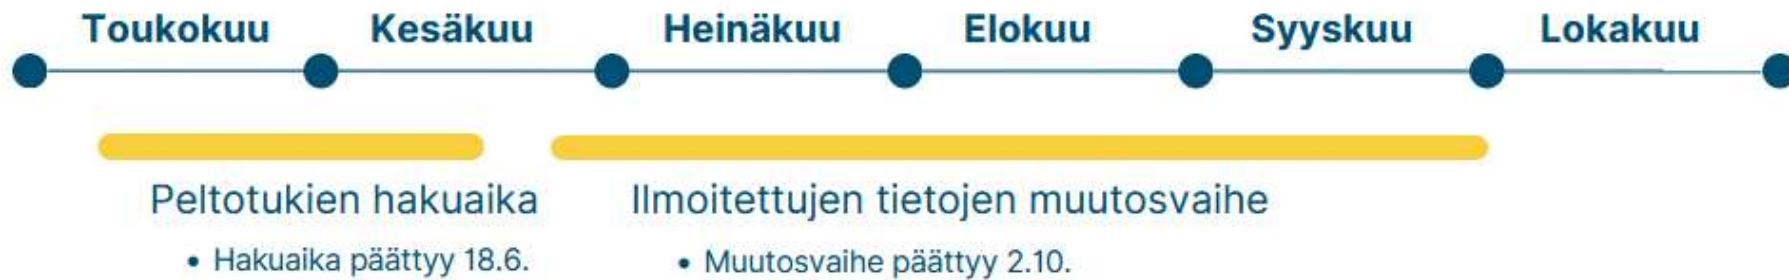 Toukokuu Kesäkuu Heinäkuu Elokuu Syyskuu Lokakuu
Peltotukien hakuaika
• Hakuaika päättyy 18.6.
Ilmoitettujen tietojen muutosvaihe
• Muutosvaihe päättyy 2.10.